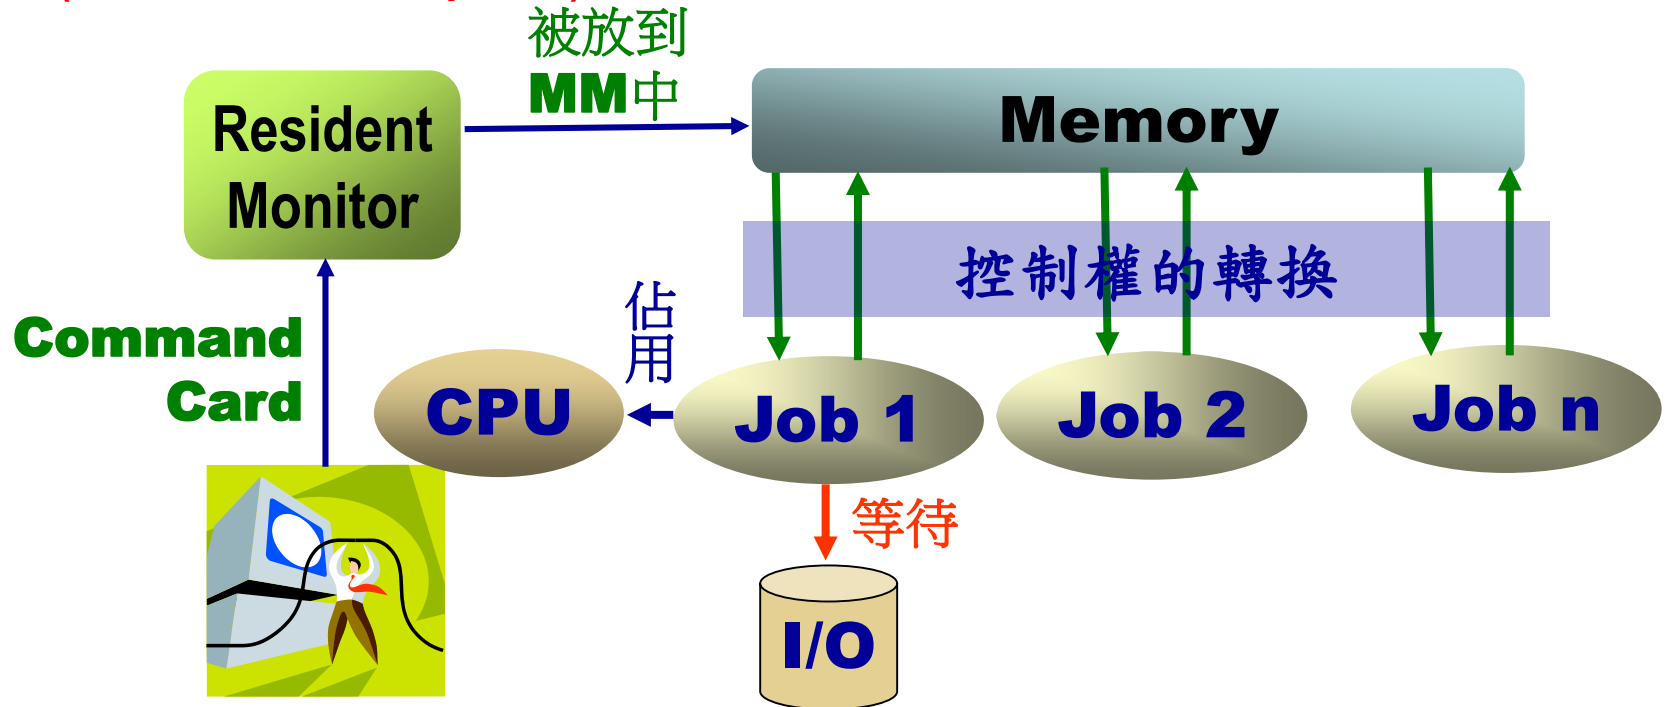 被放到
MM中
Resident
Monitor
Memory
控制權的轉換
Command
Card
佔
用
CPU
Job 1
Job 2
Job n
等待
I/O